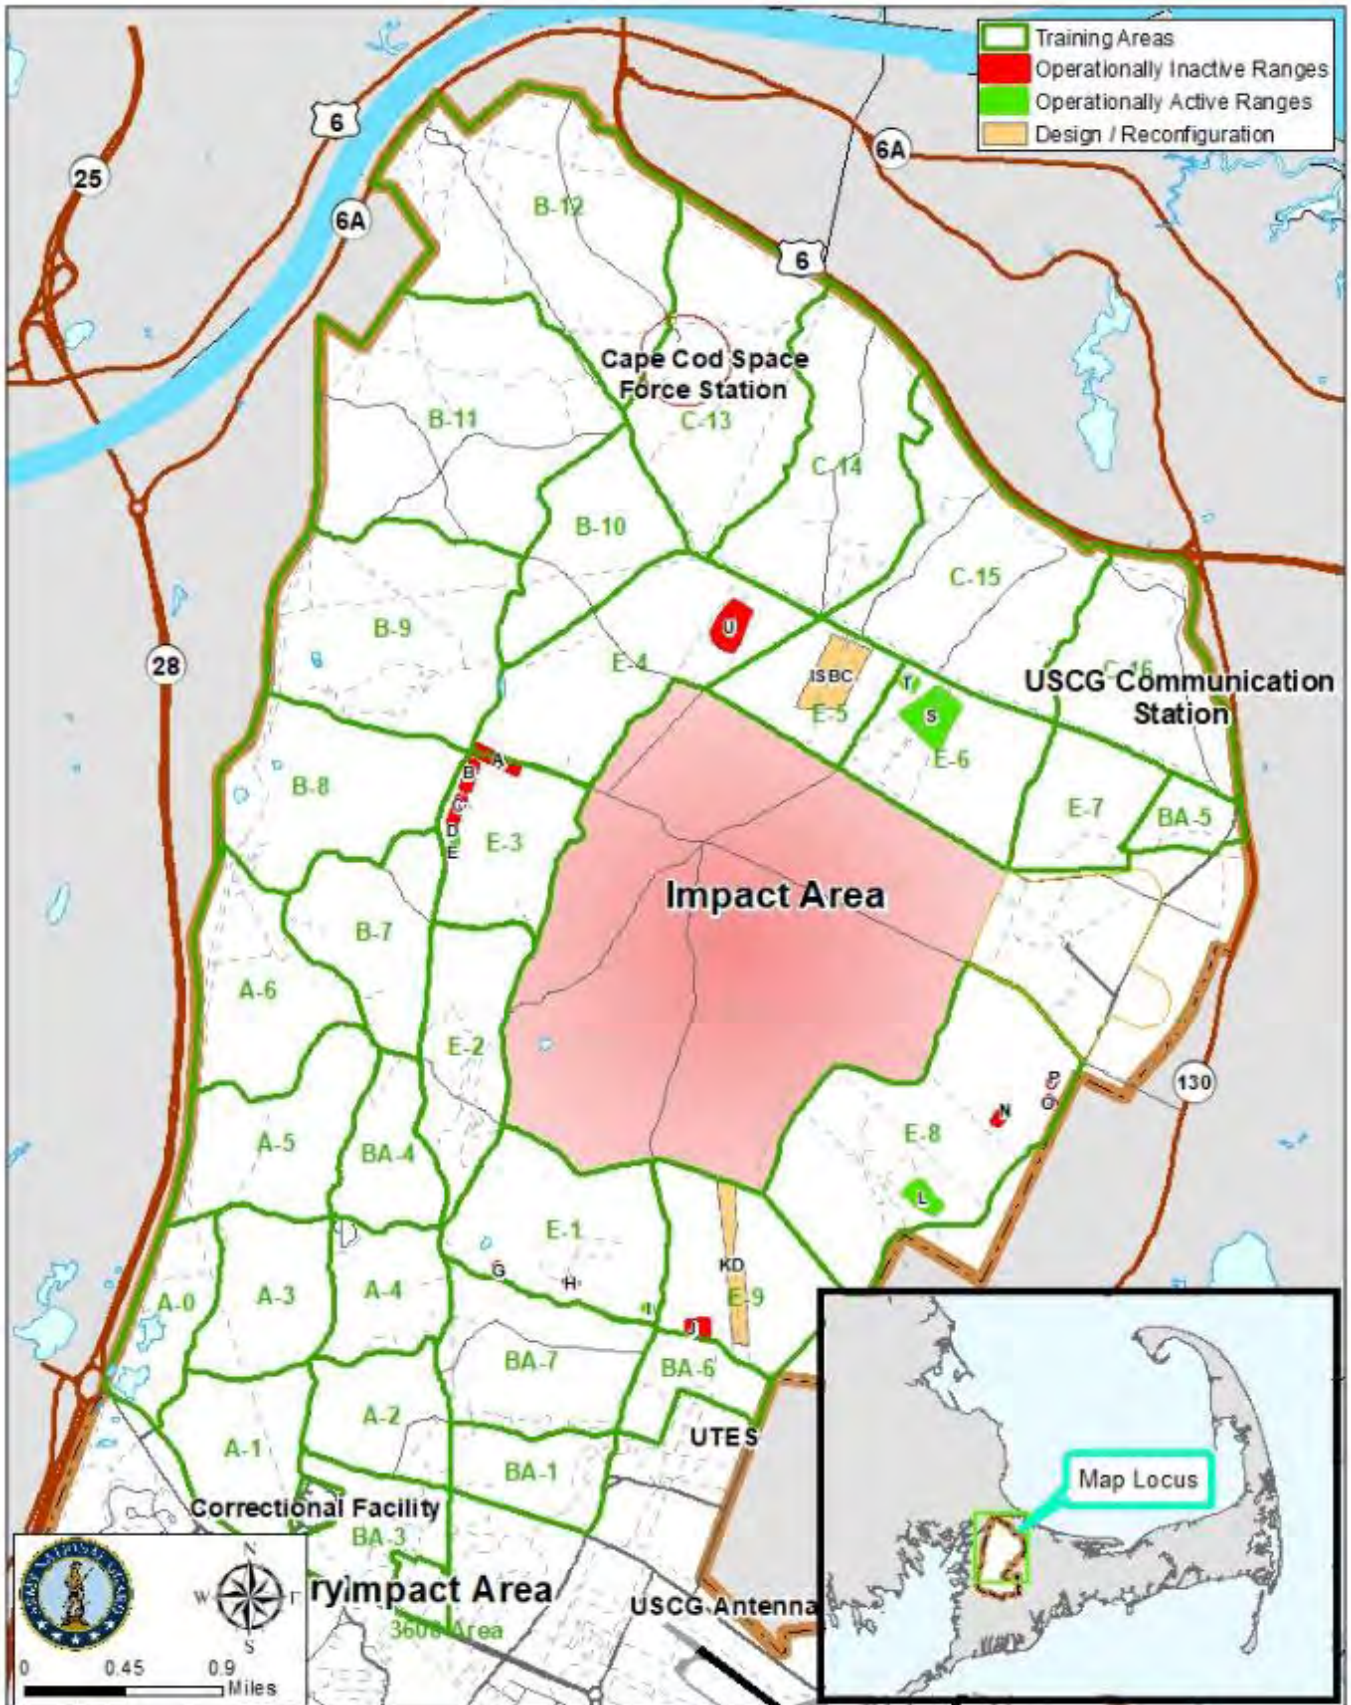 Training Areas
Operationally Inactive Ranges
Operationally Active Ranges
Design / Reconfiguration
6
6A
25
6A
B-12
6
Cape Cod Space
Force Station
B-11
C-13
C-14
B-10
C-15
B-9
U
28
E-4
ISBC
C-16
USCG Communication
Station
T
S
E-5
E-6
A
B
B-8
C
E-7
BA-5
D
E
E-3
Impact Area
B-7
A-6
E-2
P
O
130
N
E-8
A-5
BA-4
L
E-1
KD
G
H
A-0
A-3
A-4
E-9
I
J
BA-7
BA-6
A-2
UTES
A-1
BA-1
Map Locus
Correctional Facility
BA-3
ryImpact Area
USCG Antenna
3600 Area
ARMY NATIONAL GUARD
N
W
S
0 0.45 0.9
Miles